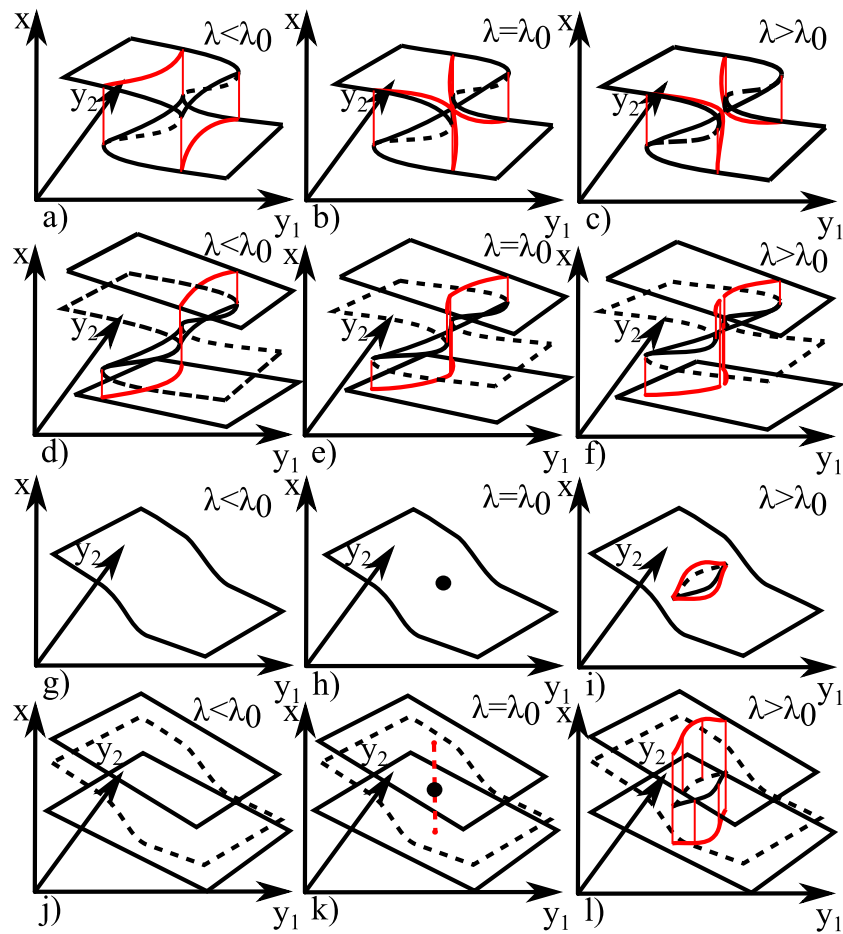 x λ<λ0 x λ=λ0 x λ>λ0
y2 y2 y2
a) y1 b) y1 c) y1
x λ<λ0 x λ=λ0 x λ>λ0
y2 y2 y2
d) y1 e) y1 f) y1
x λ<λ0 x λ=λ0 x λ>λ0
y2 y2 y2
g) y1 h) y1 i) y1
x λ<λ0 x λ=λ0 x λ>λ0
y2 y2 y2
j) y1 k) y1 l) y1